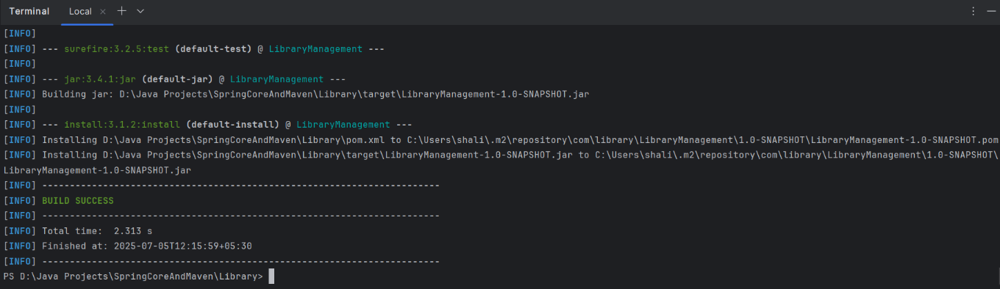 Terminal Local × + ⌄ ⋮ —
[INFO]
[INFO] --- surefire:3.2.5:test (default-test) @ LibraryManagement ---
[INFO]
[INFO] --- jar:3.4.1:jar (default-jar) @ LibraryManagement ---
[INFO] Building jar: D:\Java Projects\SpringCoreAndMaven\Library\target\LibraryManagement-1.0-SNAPSHOT.jar
[INFO]
[INFO] --- install:3.1.2:install (default-install) @ LibraryManagement ---
[INFO] Installing D:\Java Projects\SpringCoreAndMaven\Library\pom.xml to C:\Users\shali\.m2\repository\com\library\LibraryManagement\1.0-SNAPSHOT\LibraryManagement-1.0-SNAPSHOT.pom
[INFO] Installing D:\Java Projects\SpringCoreAndMaven\Library\target\LibraryManagement-1.0-SNAPSHOT.jar to C:\Users\shali\.m2\repository\com\library\LibraryManagement\1.0-SNAPSHOT\
LibraryManagement-1.0-SNAPSHOT.jar
[INFO] ------------------------------------------------------------------------
[INFO] BUILD SUCCESS
[INFO] ------------------------------------------------------------------------
[INFO] Total time:  2.313 s
[INFO] Finished at: 2025-07-05T12:15:59+05:30
[INFO] ------------------------------------------------------------------------
PS D:\Java Projects\SpringCoreAndMaven\Library>